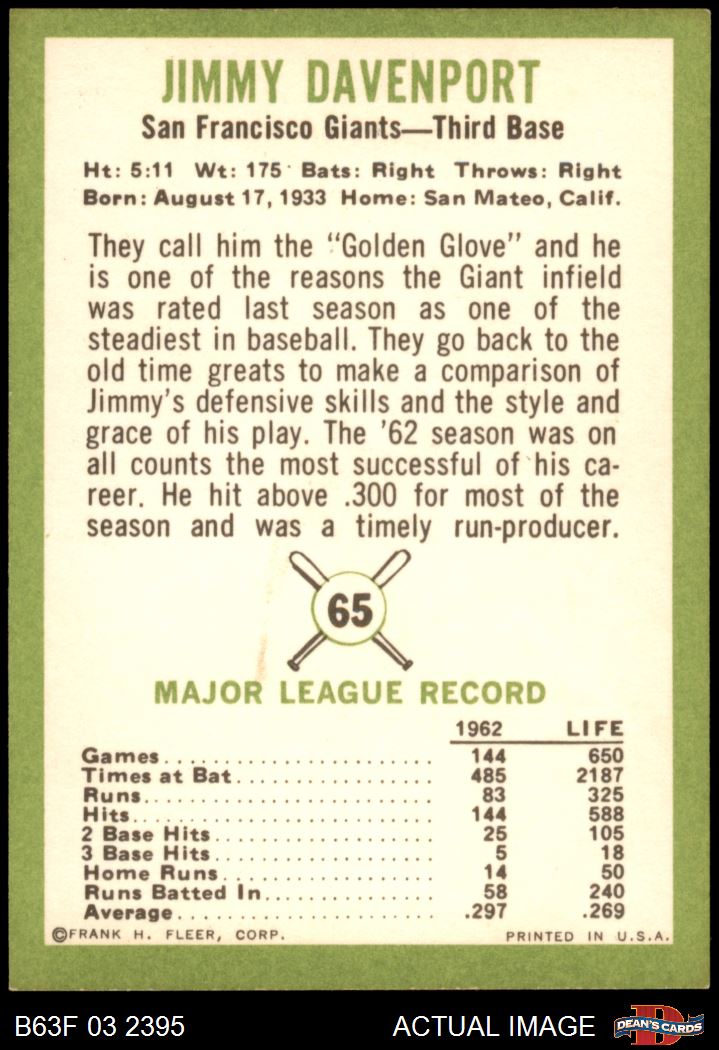 JIMMY DAVENPORT
San Francisco Giants—Third Base
Ht: 5:11 Wt: 175 Bats: Right Throws: Right
Born: August 17, 1933 Home: San Mateo, Calif.
They call him the "Golden Glove" and he
is one of the reasons the Giant infield
was rated last season as one of the
steadiest in baseball. They go back to the
old time greats to make a comparison of
Jimmy's defensive skills and the style and
grace of his play. The '62 season was on
all counts the most successful of his ca-
reer. He hit above .300 for most of the
season and was a timely run-producer.
65
MAJOR LEAGUE RECORD
1962 LIFE
Games 144 650
Times at Bat 485 2187
Runs 83 325
Hits 144 588
2 Base Hits 25 105
3 Base Hits 5 18
Home Runs 14 50
Runs Batted In 58 240
Average .297 .269
©FRANK H. FLEER, CORP. PRINTED IN U.S.A.
B63F 03 2395 ACTUAL IMAGE D DEAN'S CARDS